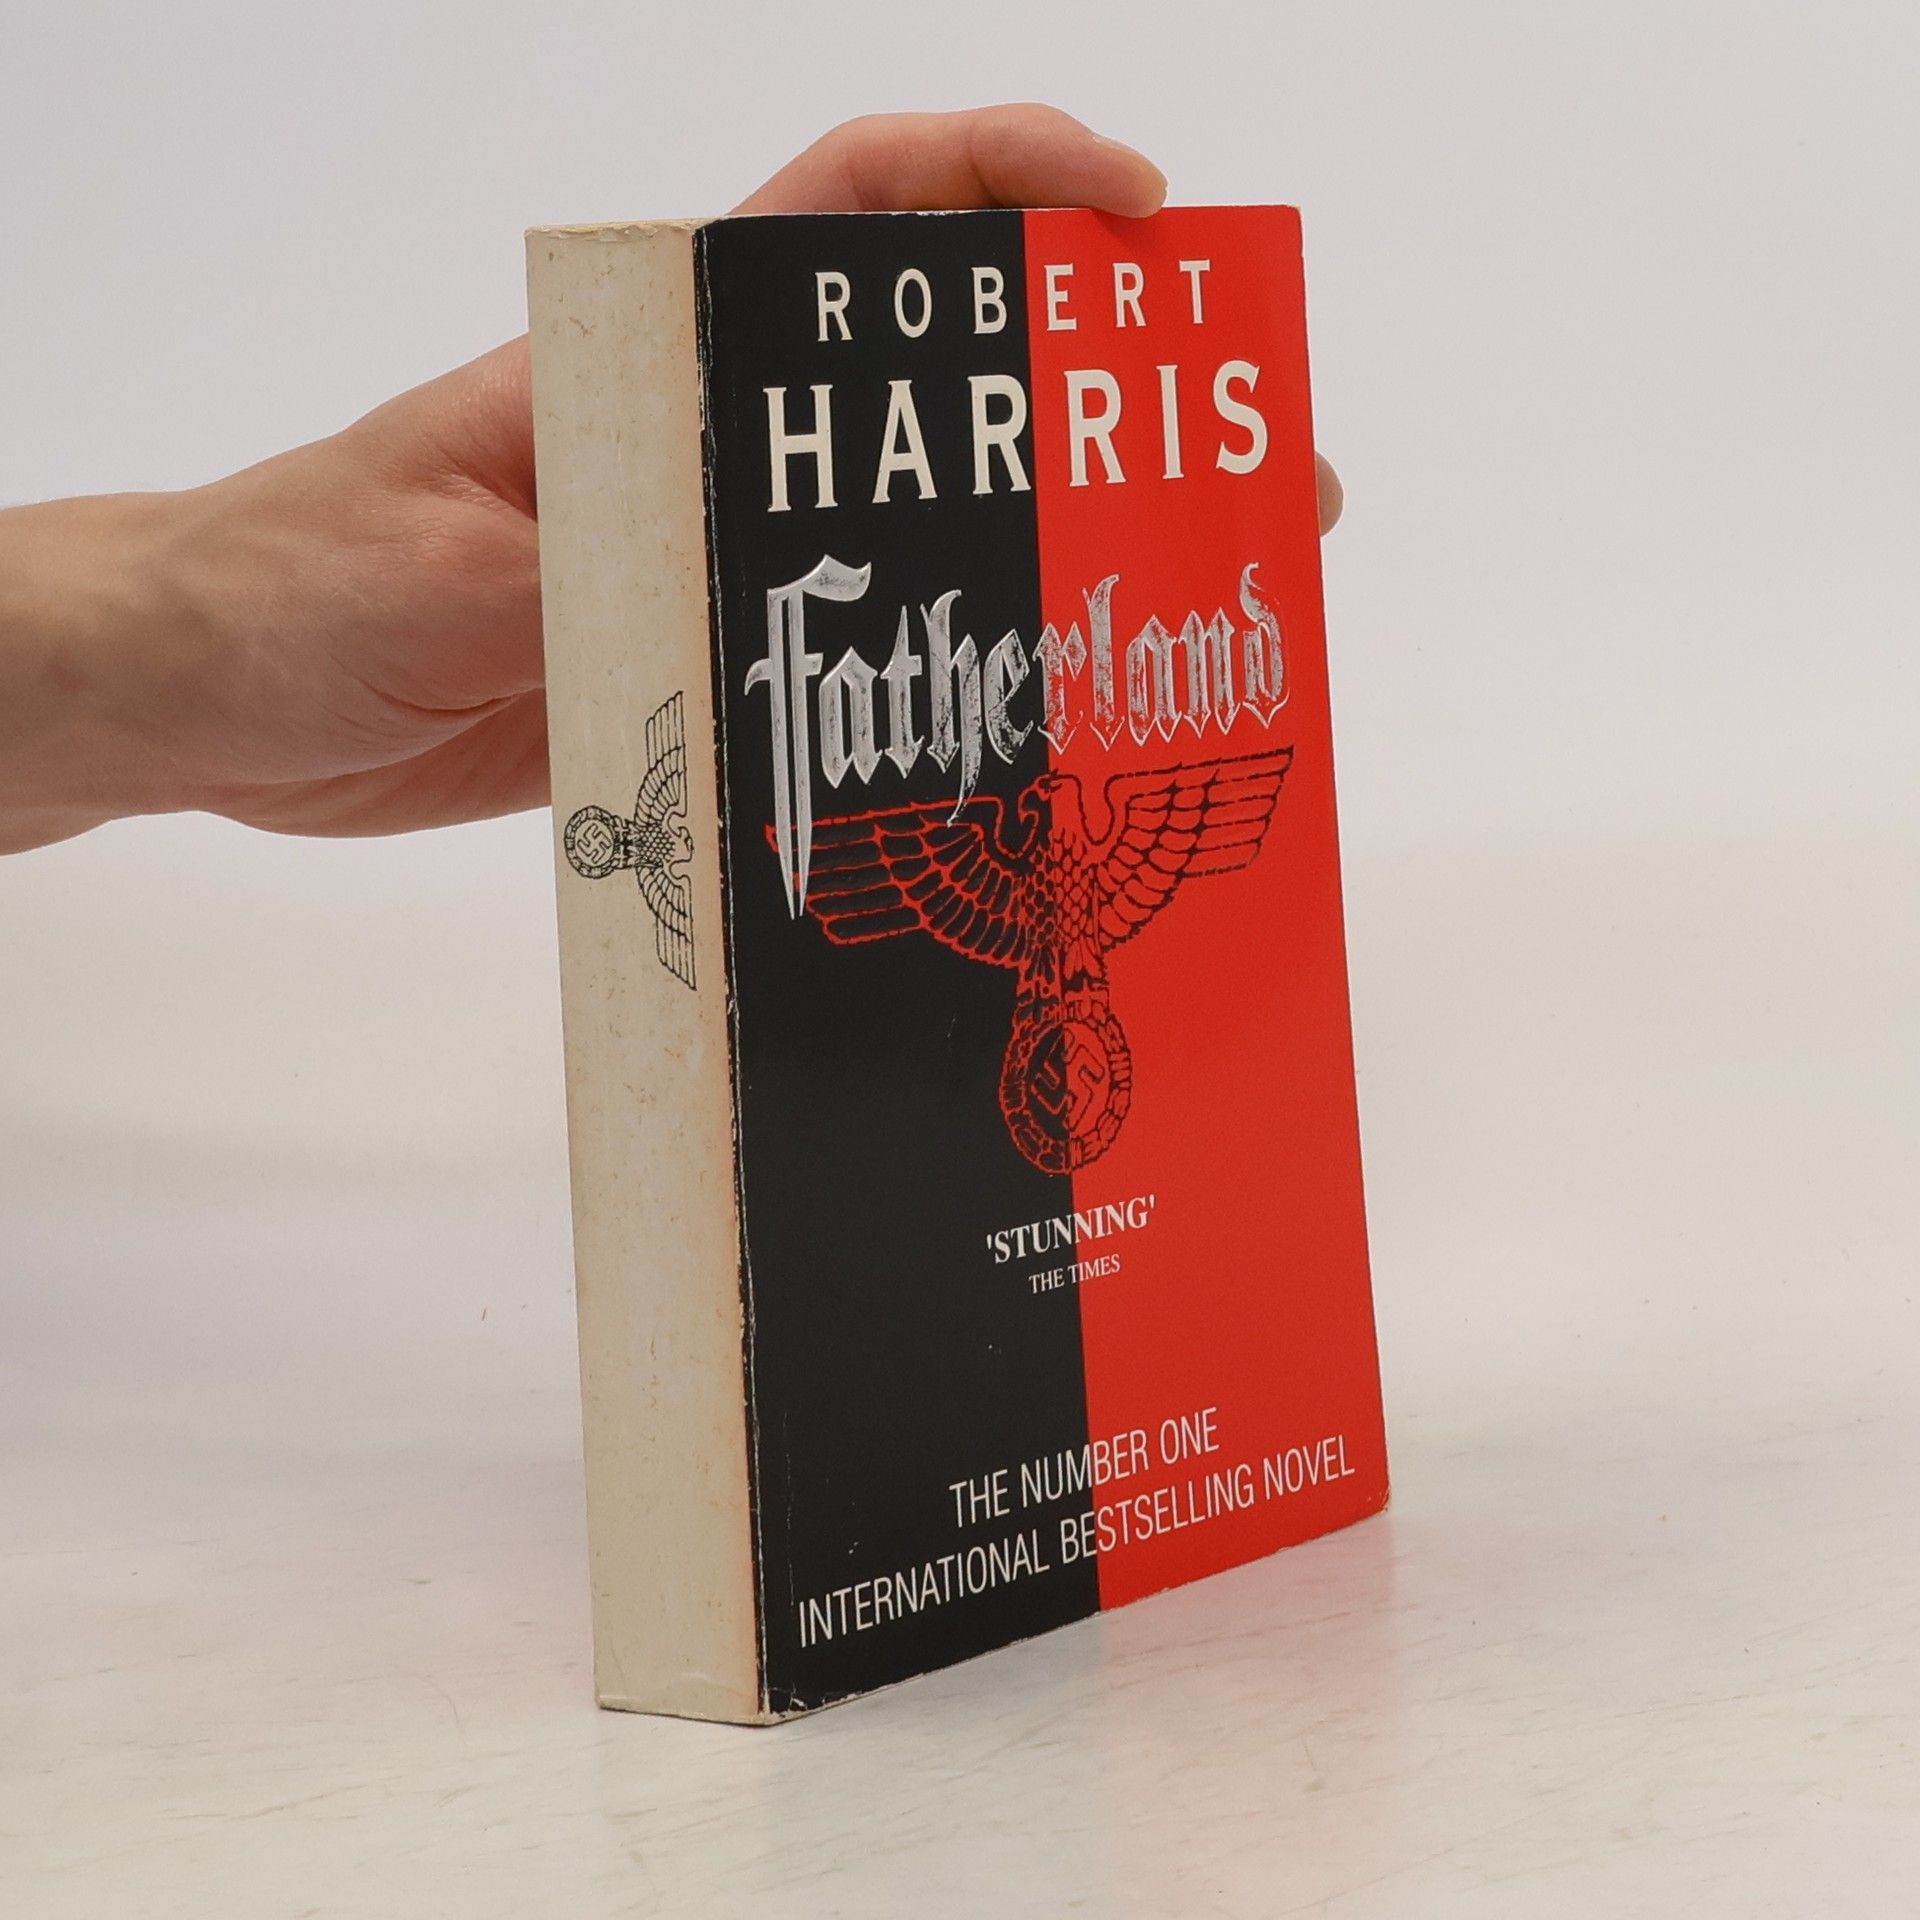 ROBERT
HARRIS
Fatherland
'STUNNING'
THE TIMES
THE NUMBER ONE
INTERNATIONAL BESTSELLING NOVEL